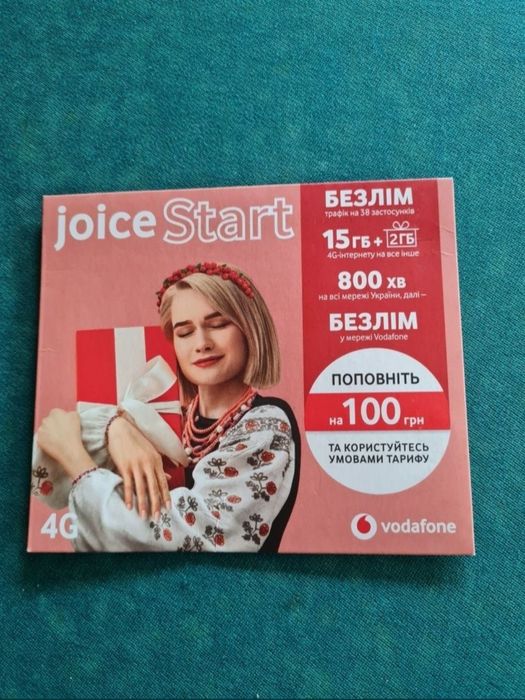 joice Start
БЕЗЛІМ
трафік на 38 застосунків
15 ГБ + 2 ГБ
4G-інтернету на все інше
800 хв
на всі мережі України, далі –
БЕЗЛІМ
у мережі Vodafone
ПОПОВНІТЬ
на 100 грн
ТА КОРИСТУЙТЕСЬ
УМОВАМИ ТАРИФУ
4G
vodafone